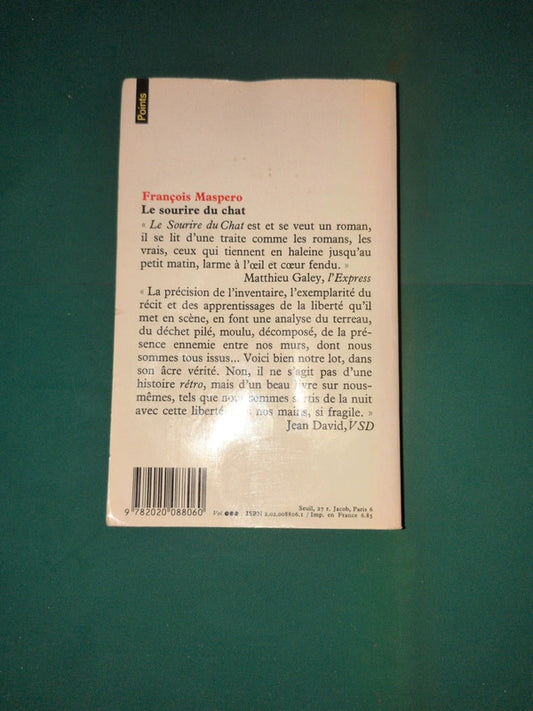 Points
François Maspero
Le sourire du chat
« Le Sourire du Chat est et se veut un roman,
il se lit d'une traite comme les romans, les
vrais, ceux qui tiennent en haleine jusqu'au
petit matin, larme à l'œil et cœur fendu. »
Matthieu Galey, l'Express
« La précision de l'inventaire, l'exemplarité du
récit et des apprentissages de la liberté qu'il
met en scène, en font une analyse du terreau,
du déchet pilé, moulu, décomposé, de la pré-
sence ennemie entre nos murs, dont nous
sommes tous issus... Voici bien notre lot, dans
son âcre vérité. Non, il ne s'agit pas d'une
histoire rétro, mais d'un beau livre sur nous-
mêmes, tels que nous sommes sortis de la nuit
avec cette liberté nos mains, si fragile. »
Jean David, VSD
9 782020 088060
Seuil, 27 r. Jacob, Paris 6
Vol. ISBN 2.02.008806.1 / Imp. en France 6.85